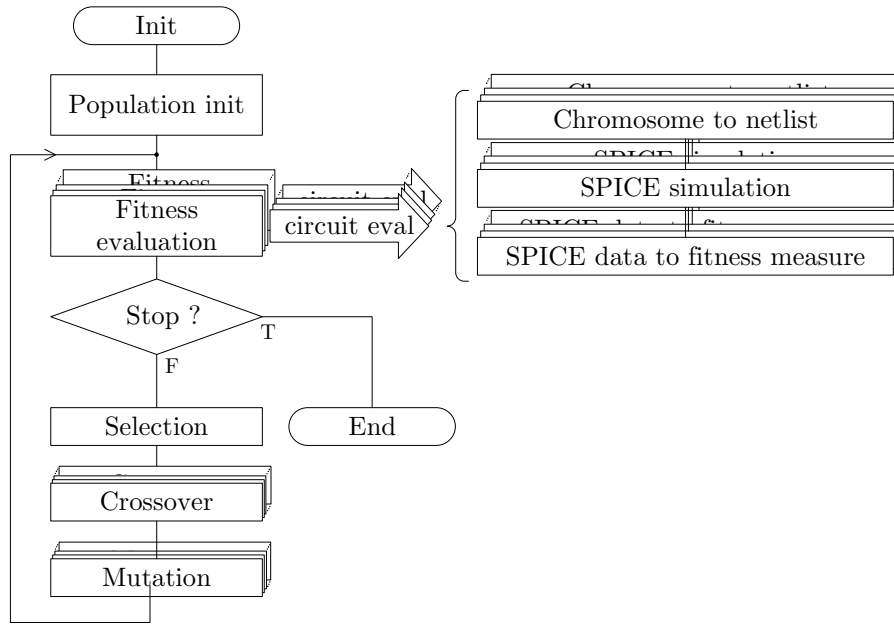 Init
Population init
Chromosome to netlist
Fitness
Fitness
evaluation
circuit eval
SPICE simulation
SPICE data to fitness measure
Stop ?
T
F
Selection
End
Crossover
Mutation